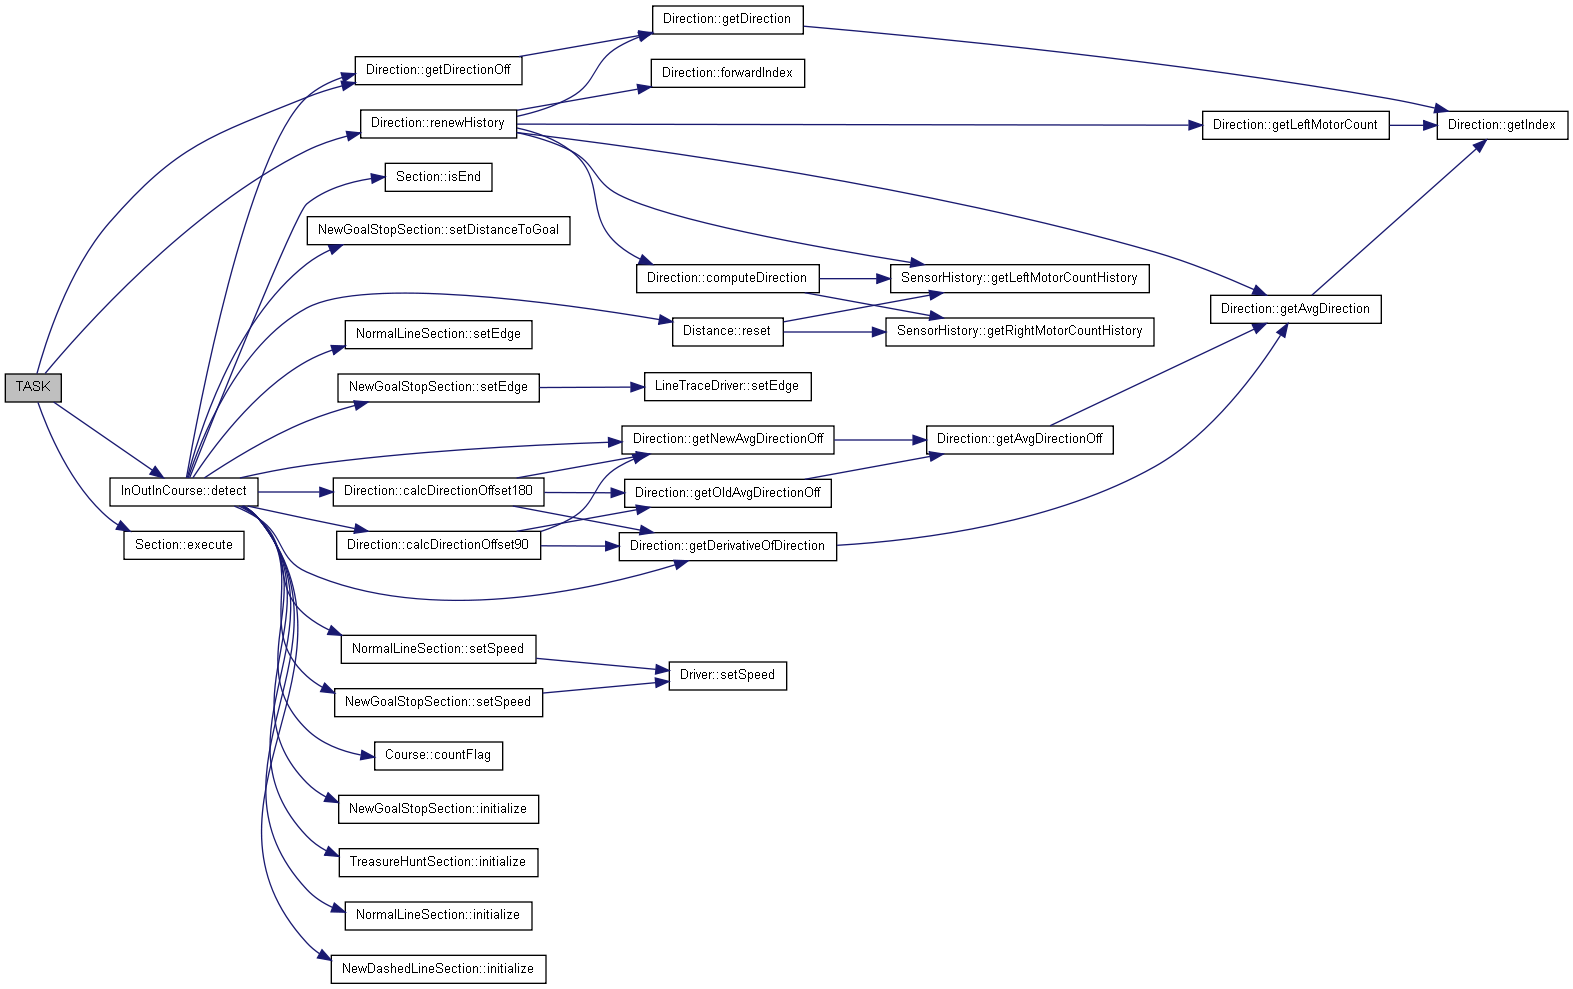 Direction::getDirection
Direction::getDirectionOff
Direction::forwardIndex
Direction::renewHistory
Direction::getLeftMotorCount
Direction::getIndex
Section::isEnd
NewGoalStopSection::setDistanceToGoal
Direction::computeDirection
SensorHistory::getLeftMotorCountHistory
Direction::getAvgDirection
NormalLineSection::setEdge
Distance::reset
SensorHistory::getRightMotorCountHistory
TASK
NewGoalStopSection::setEdge
LineTraceDriver::setEdge
Direction::getNewAvgDirectionOff
Direction::getAvgDirectionOff
InOutInCourse::detect
Direction::calcDirectionOffset180
Direction::getOldAvgDirectionOff
Section::execute
Direction::calcDirectionOffset90
Direction::getDerivativeOfDirection
NormalLineSection::setSpeed
Driver::setSpeed
NewGoalStopSection::setSpeed
Course::countFlag
NewGoalStopSection::initialize
TreasureHuntSection::initialize
NormalLineSection::initialize
NewDashedLineSection::initialize